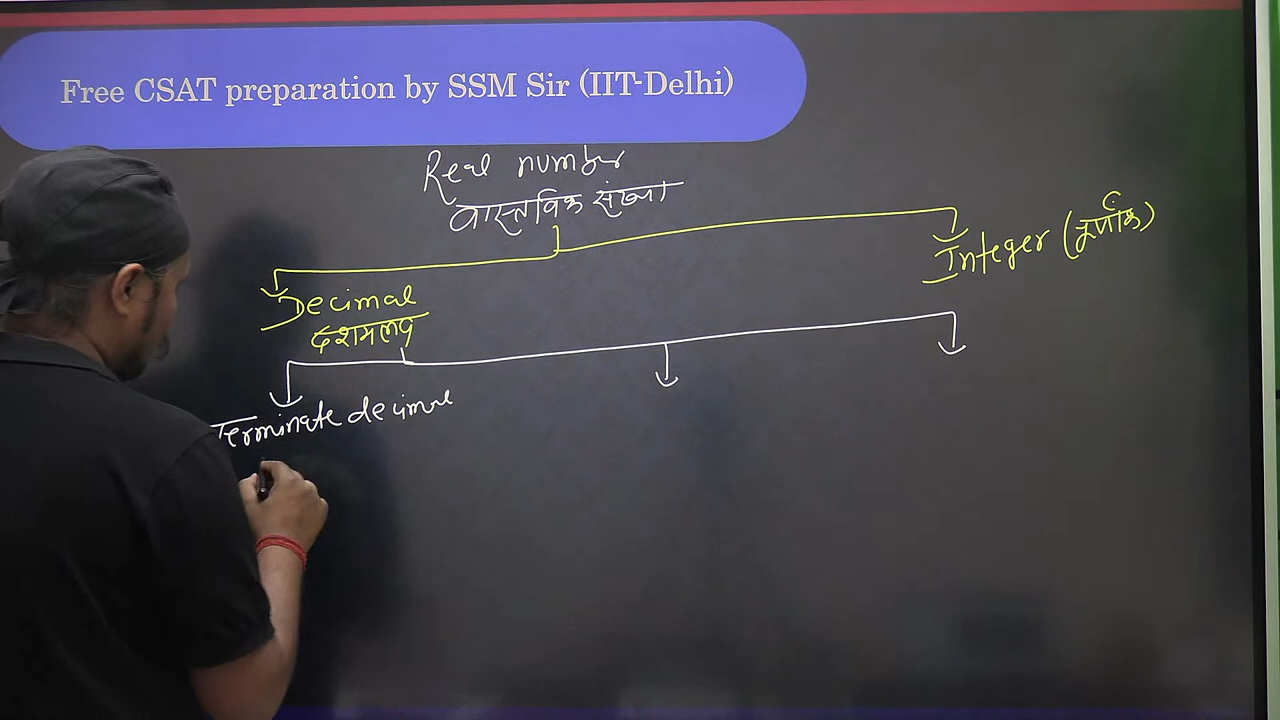 Free CSAT preparation by SSM Sir (IIT-Delhi)
Real number
वास्तविक संख्या
Integer (पूर्णांक)
Decimal
दशमलव
Terminate decimal